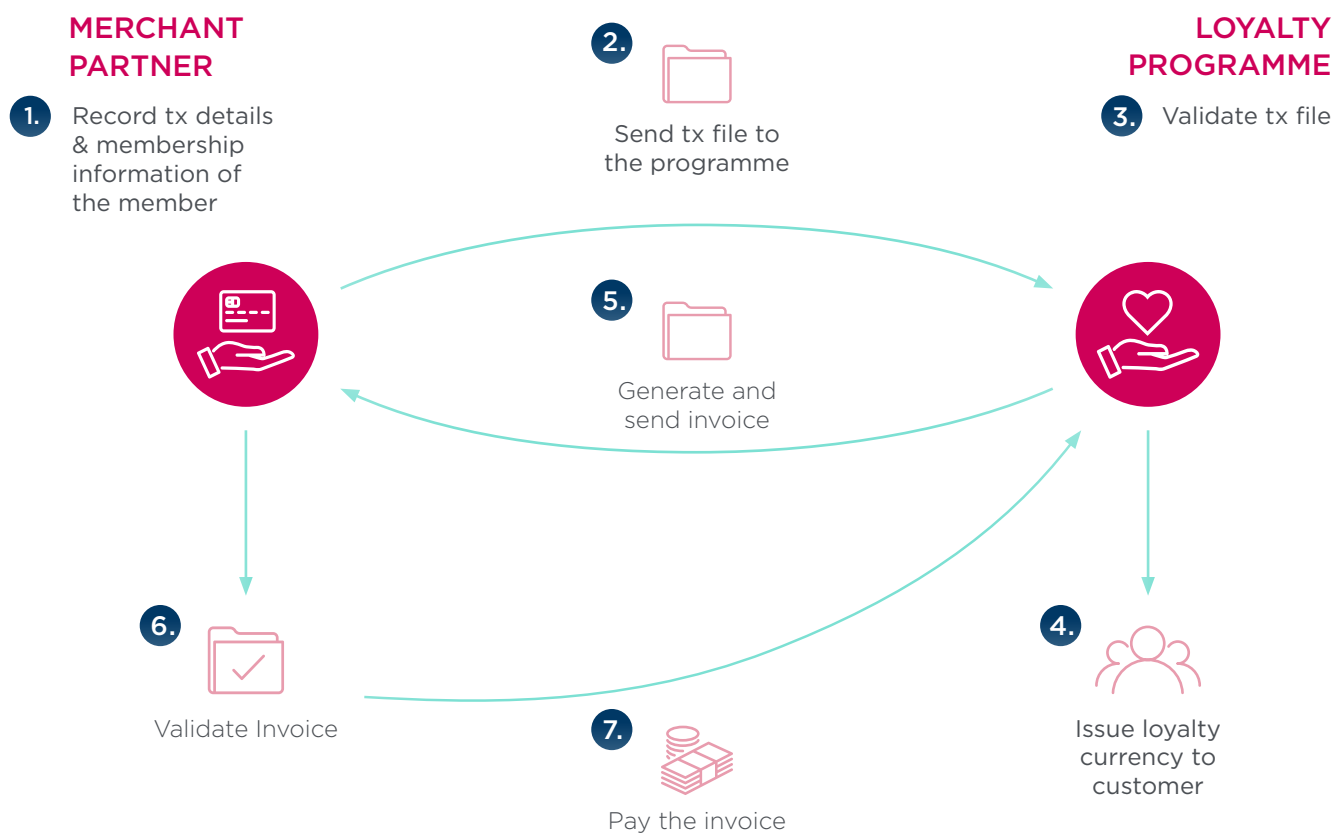 MERCHANT
PARTNER
1.
Record tx details
& membership
information of
the member
2.
Send tx file to
the programme
LOYALTY
PROGRAMME
3.
Validate tx file
5.
Generate and
send invoice
6.
Validate Invoice
7.
Pay the invoice
4.
Issue loyalty
currency to
customer